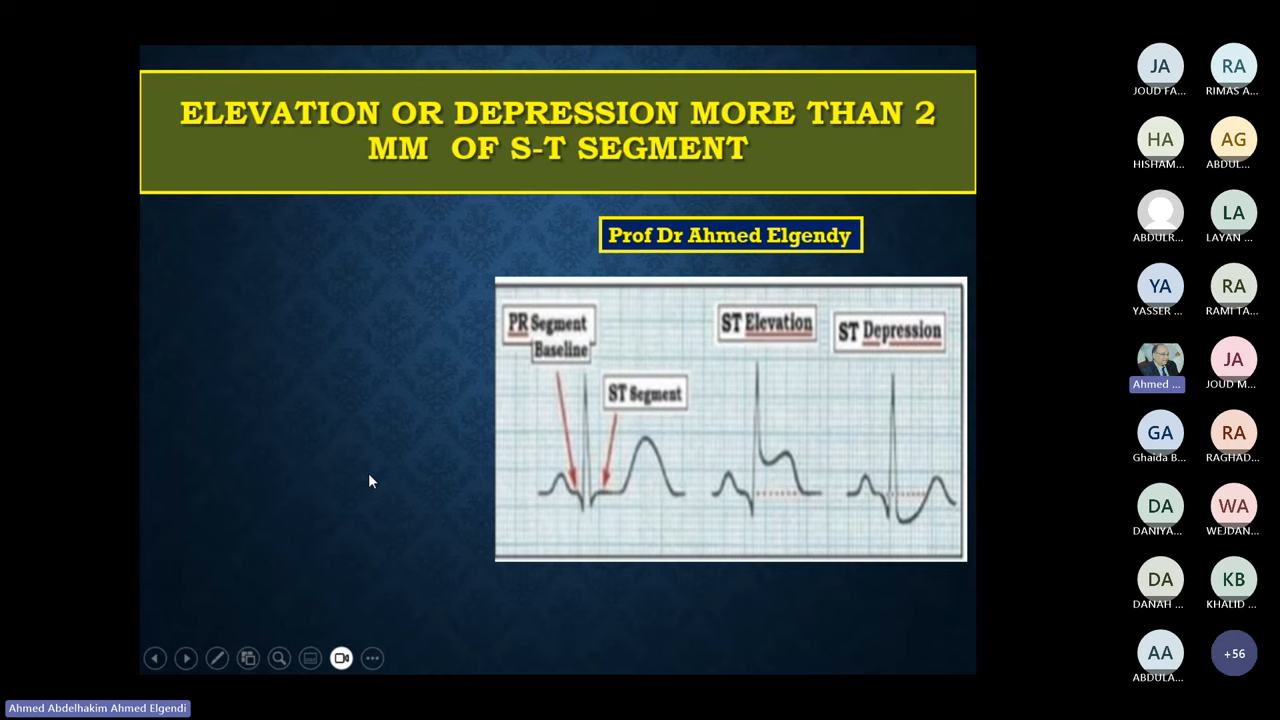 ELEVATION OR DEPRESSION MORE THAN 2
MM OF S-T SEGMENT
Prof Dr Ahmed Elgendy
PR Segment
"Baseline"
ST Segment
ST Elevation
ST Depression
JA
JOUD FA...
RA
RIMAS A...
HA
HISHAM...
AG
ABDUL...
ABDULR...
LA
LAYAN ...
YA
YASSER ...
RA
RAMI TA...
Ahmed ...
JA
JOUD M...
GA
Ghaida B...
RA
RAGHAD...
DA
DANIYA...
WA
WEJDAN...
DA
DANAH ...
KB
KHALID ...
AA
ABDULA...
+56
Ahmed Abdelhakim Ahmed Elgendi